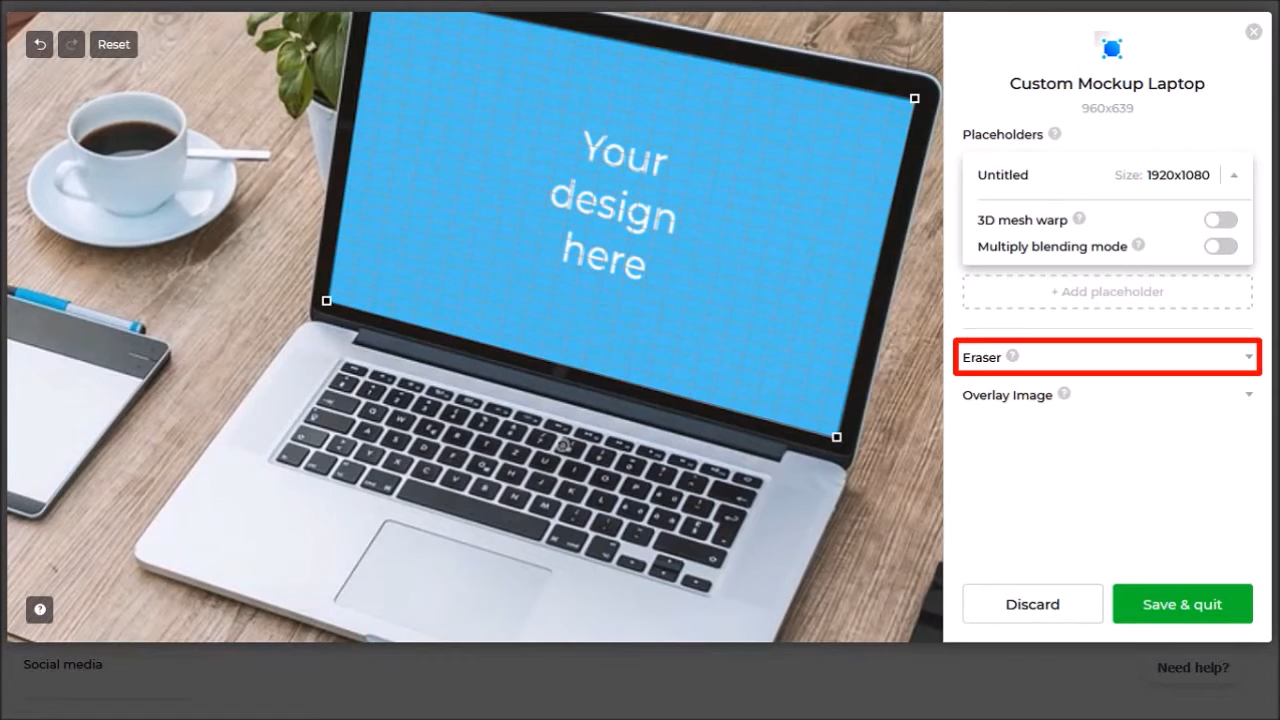 Reset
Your
design
here
Custom Mockup Laptop
960x639
Placeholders ?
Untitled Size: 1920x1080
3D mesh warp ?
Multiply blending mode ?
+ Add placeholder
Eraser ?
Overlay Image ?
Discard Save & quit
?
Social media
Need help?